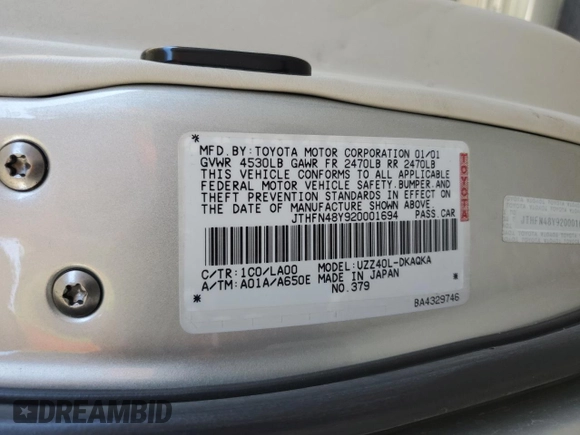 MFD.BY: TOYOTA MOTOR CORPORATION 01/01
GVWR 4530LB GAWR FR 2470LB RR 2470LB
THIS VEHICLE CONFORMS TO ALL APPLICABLE
FEDERAL MOTOR VEHICLE SAFETY, BUMPER, AND
THEFT PREVENTION STANDARDS IN EFFECT ON
THE DATE OF MANUFACTURE SHOWN ABOVE.
JTHFN48Y920001694 PASS.CAR
TOYOTA
C/TR: 1C0/LA00 MODEL: UZZ40L-DKAQKA
A/TM: A01A/A650E MADE IN JAPAN
NO.379
BA4329746
JTHFN48Y920001
DREAMBID